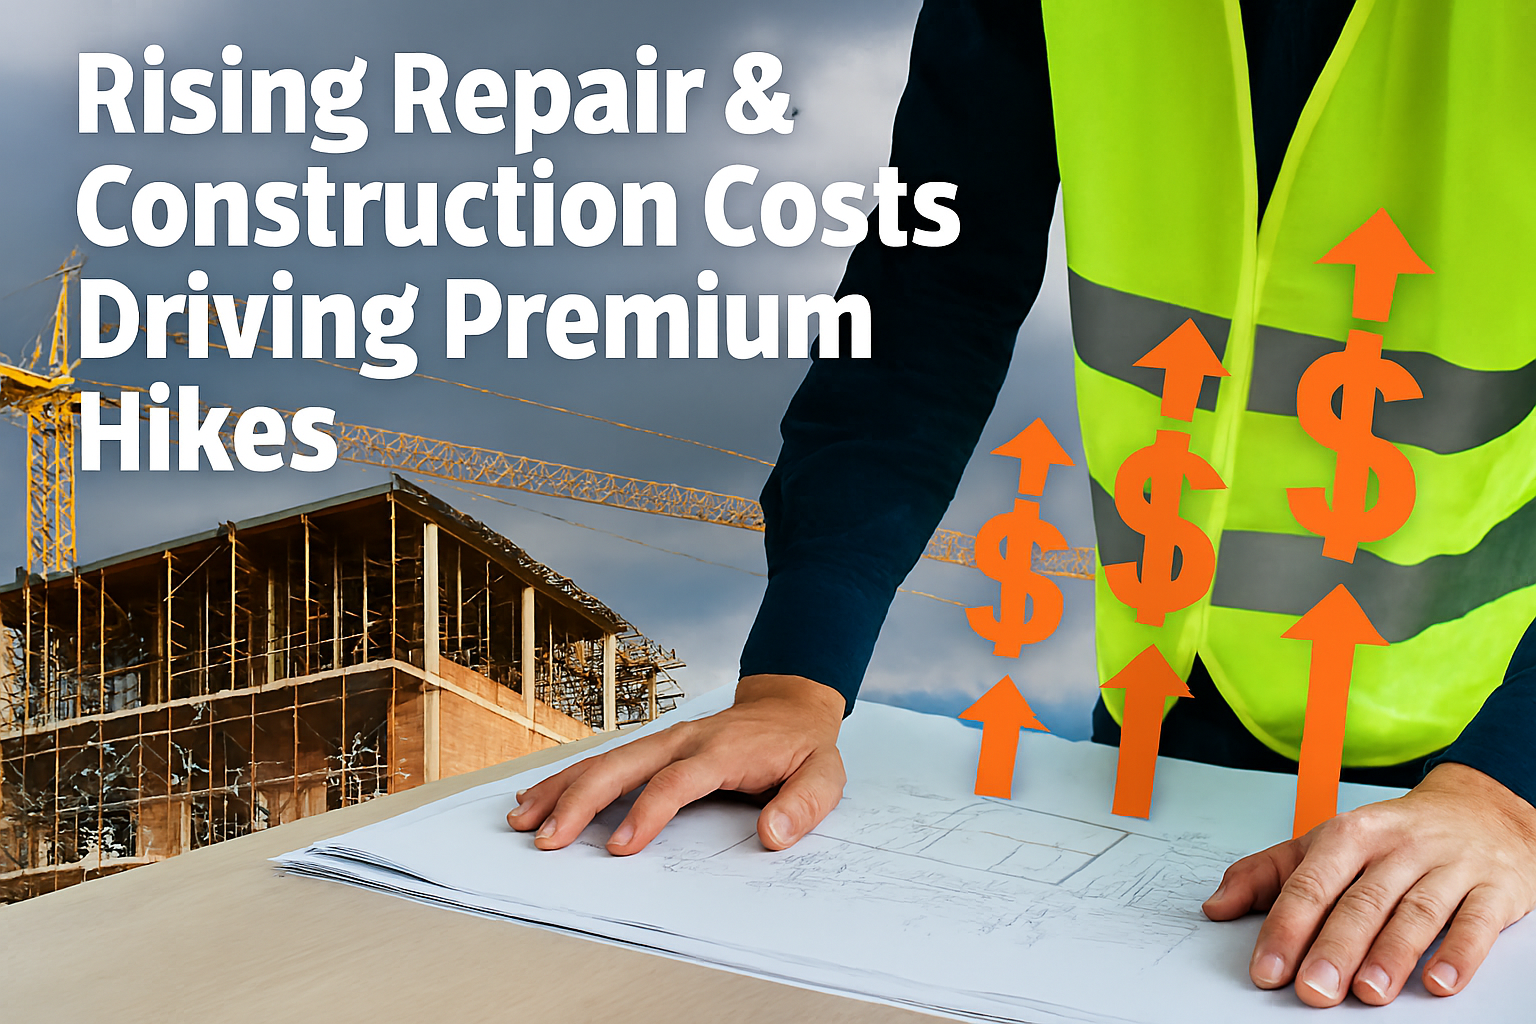 Rising Repair &
Construction Costs
Driving Premium
Hikes
$ $ $